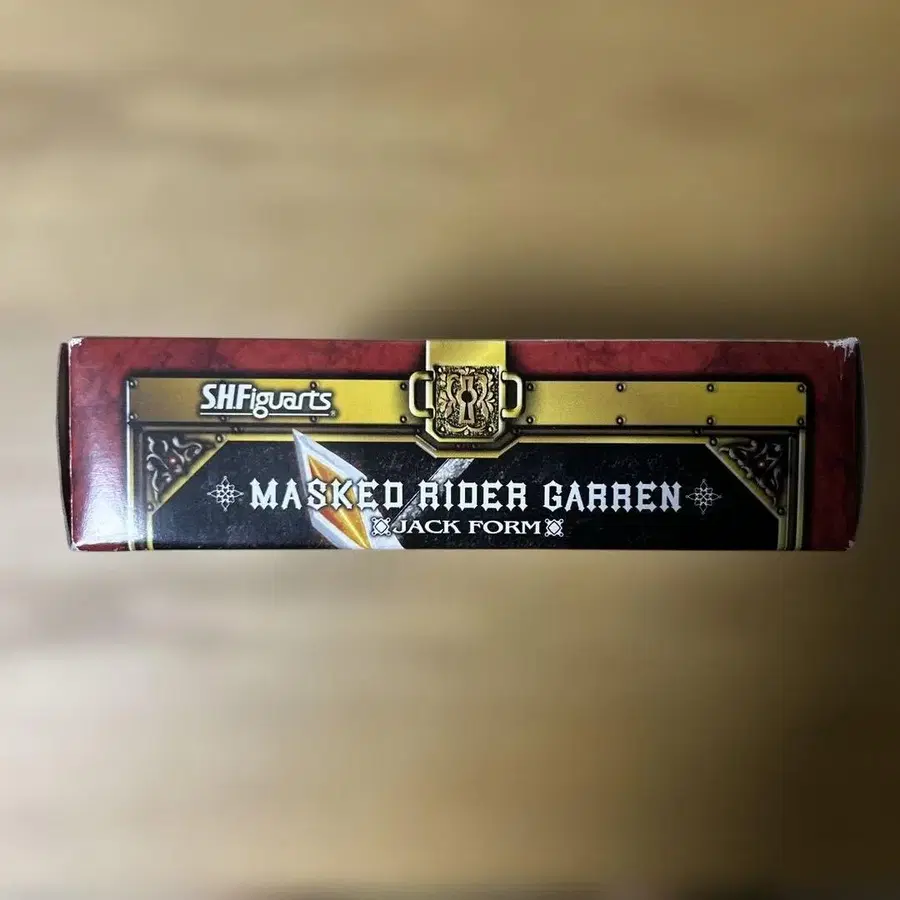 S.H.Figuarts
MASKED RIDER GARREN
JACK FORM